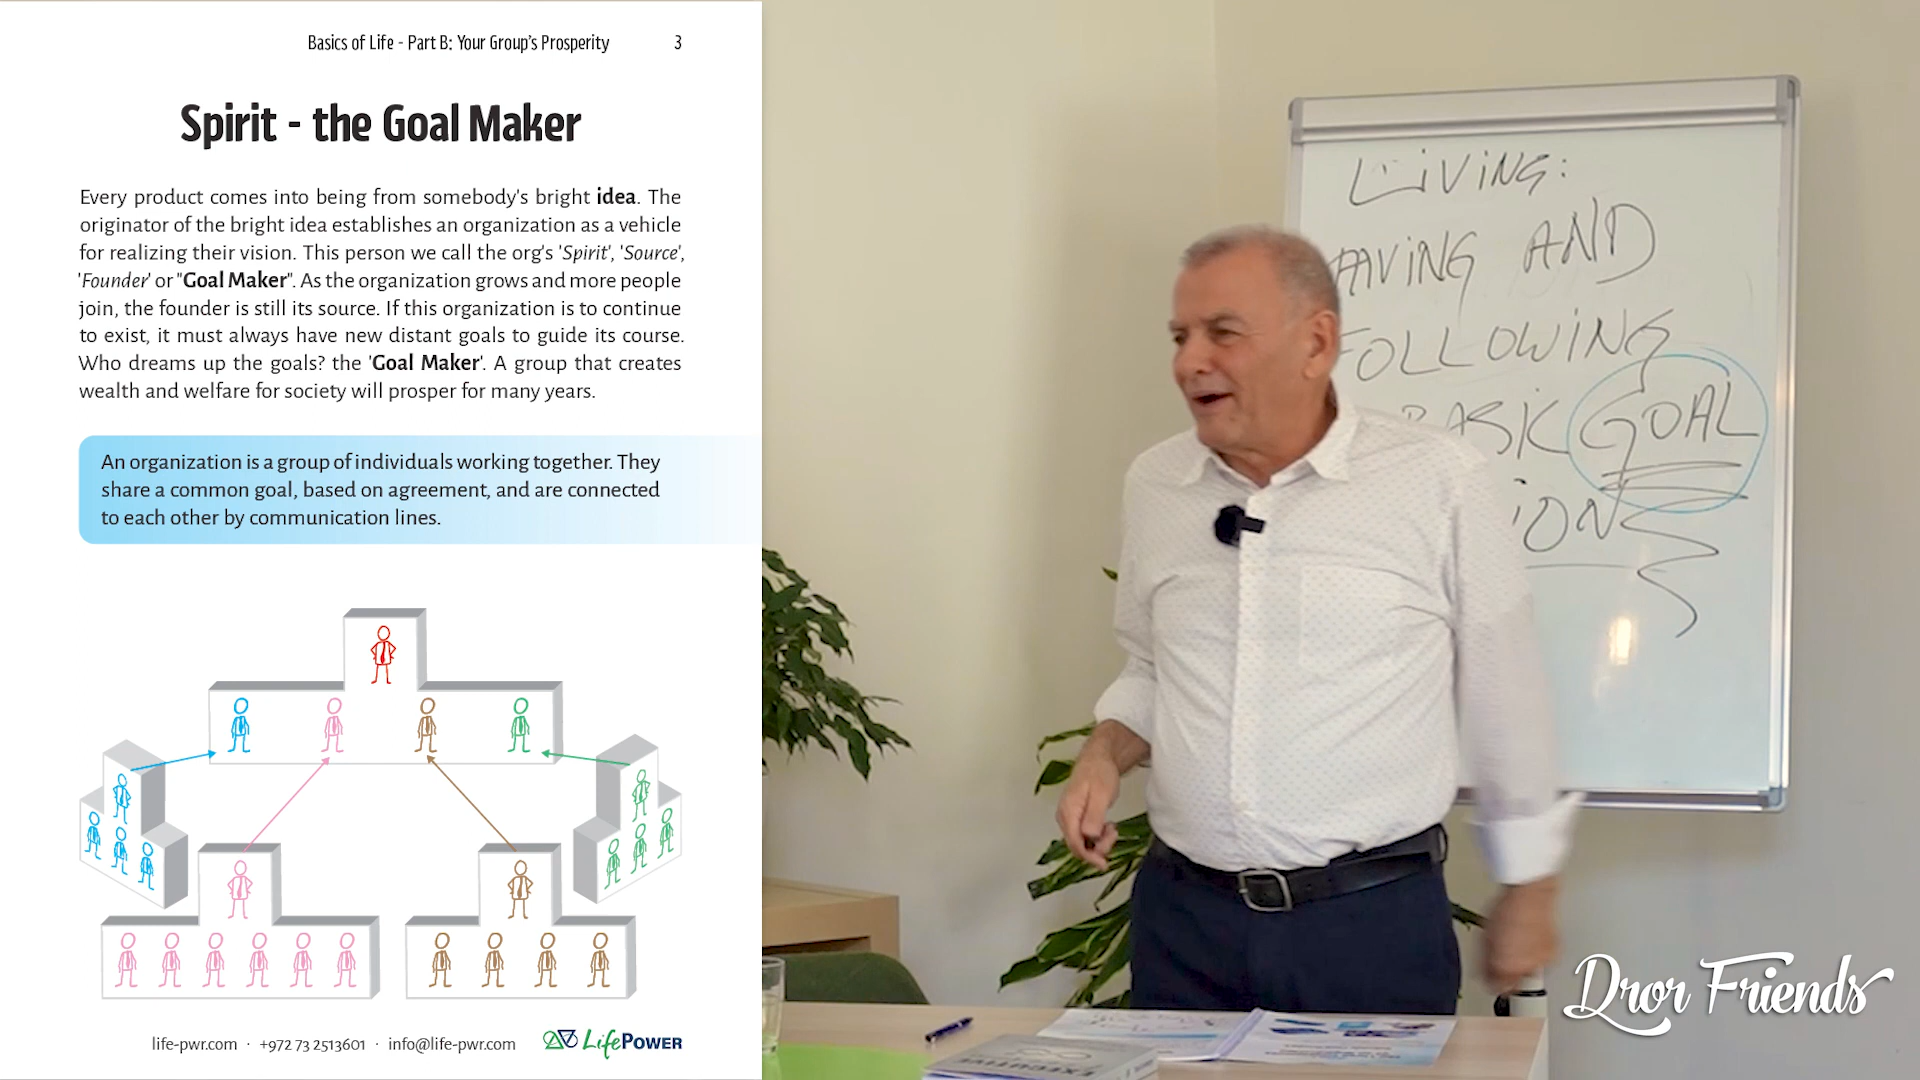 Basics of Life - Part B: Your Group's Prosperity 3
Spirit - the Goal Maker
Every product comes into being from somebody's bright idea. The
originator of the bright idea establishes an organization as a vehicle
for realizing their vision. This person we call the org's 'Spirit', 'Source',
'Founder' or "Goal Maker". As the organization grows and more people
join, the founder is still its source. If this organization is to continue
to exist, it must always have new distant goals to guide its course.
Who dreams up the goals? the 'Goal Maker'. A group that creates
wealth and welfare for society will prosper for many years.
An organization is a group of individuals working together. They
share a common goal, based on agreement, and are connected
to each other by communication lines.
life-pwr.com · +972 73 2513601 · info@life-pwr.com LifePOWER
LiViNG:
AND
GOAL
Dror Friends